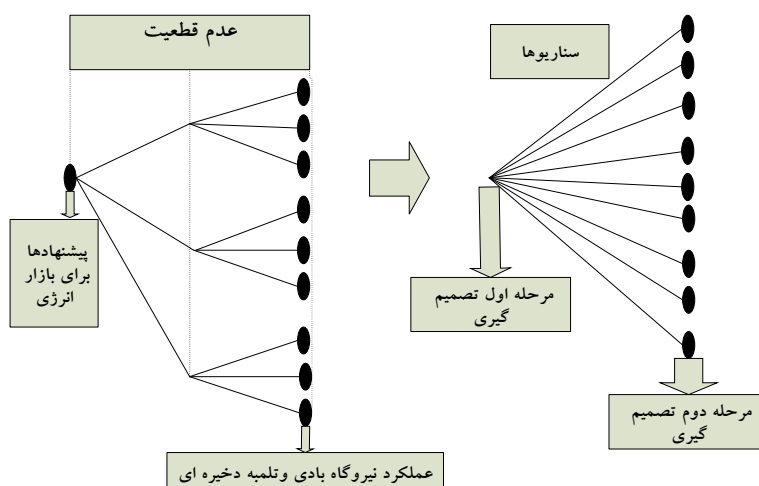 عدم قطعیت
سناریوها
پیشنهادها
برای بازار
انرژی
مرحله اول تصمیم
گیری
مرحله دوم تصمیم
گیری
عملکرد نیروگاه بادی وتلمبه دخیره ای